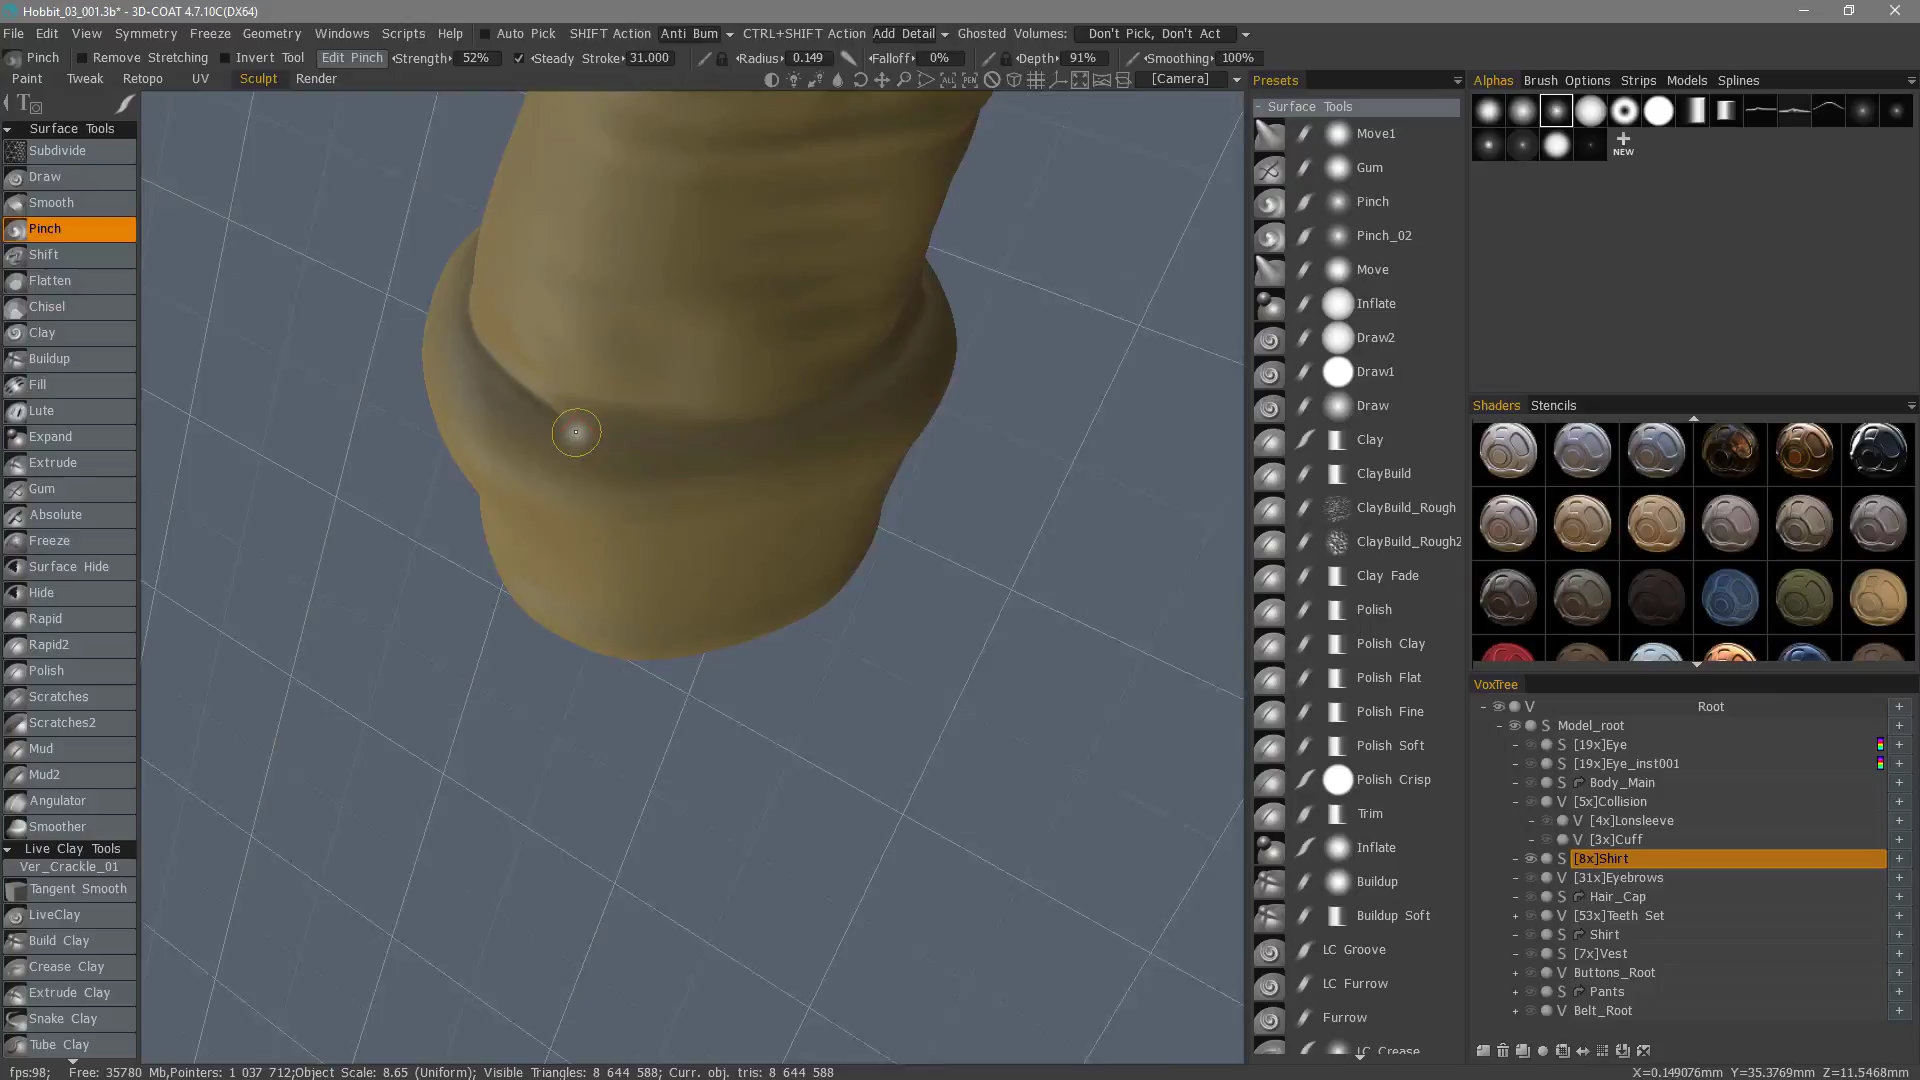 Hobbit_03_001.3b* - 3D-COAT 4.7.10C(DX64)
File Edit View Symmetry Freeze Geometry Windows Scripts Help Auto Pick SHIFT Action Anti Bum CTRL+SHIFT Action Add Detail Ghosted Volumes: Don't Pick, Don't Act
Pinch Remove Stretching Invert Tool Edit Pinch Strength 52% Steady Stroke 31.000 Radius 0.149 Falloff 0% Depth 91% Smoothing 100%
Paint Tweak Retopo UV Sculpt Render [Camera]
Surface Tools
Subdivide
Draw
Smooth
Pinch
Shift
Flatten
Chisel
Clay
Buildup
Fill
Lute
Expand
Extrude
Gum
Absolute
Freeze
Surface Hide
Hide
Rapid
Rapid2
Polish
Scratches
Scratches2
Mud
Mud2
Angulator
Smoother
Live Clay Tools
Ver_Crackle_01
Tangent Smooth
LiveClay
Build Clay
Crease Clay
Extrude Clay
Snake Clay
Tube Clay
Presets
- Surface Tools
Move1
Gum
Pinch
Pinch_02
Move
Inflate
Draw2
Draw1
Draw
Clay
ClayBuild
ClayBuild_Rough
ClayBuild_Rough2
Clay Fade
Polish
Polish Clay
Polish Flat
Polish Fine
Polish Soft
Polish Crisp
Trim
Inflate
Buildup
Buildup Soft
LC Groove
LC Furrow
Furrow
LC Crease
Alphas Brush Options Strips Models Splines
NEW
Shaders Stencils
VoxTree
- V Root +
- S Model_root +
- S [19x]Eye +
- S [19x]Eye_inst001 +
- S Body_Main +
- V [5x]Collision +
- V [4x]Lonsleeve +
- V [3x]Cuff +
- S [8x]Shirt +
- V [31x]Eyebrows +
- S Hair_Cap +
+ V [53x]Teeth Set +
- S Shirt +
- S [7x]Vest +
+ V Buttons_Root +
+ S Pants +
+ V Belt_Root +
fps:98; Free: 35780 Mb,Pointers: 1 037 712;Object Scale: 8.65 (Uniform); Visible Triangles: 8 644 588; Curr. obj. tris: 8 644 588
X=0.149076mm Y=35.3769mm Z=11.5468mm